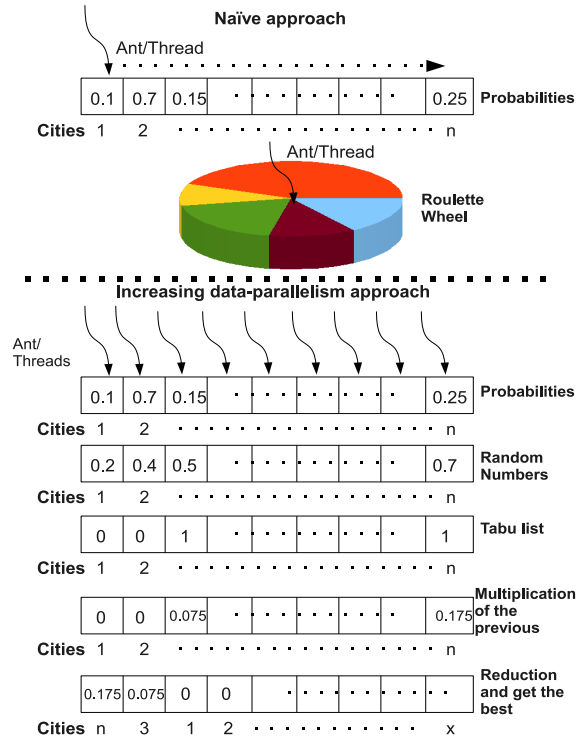 Naïve approach
Ant/Thread
0.1 0.7 0.15 0.25 Probabilities
Cities 1 2 n
Ant/Thread
Roulette
Wheel
Increasing data-parallelism approach
Ant/
Threads
0.1 0.7 0.15 0.25 Probabilities
Cities 1 2 n
0.2 0.4 0.5 0.7 Random
Numbers
Cities 1 2 n
0 0 1 1 Tabu list
Cities 1 2 n
Multiplication
0 0 0.075 0.175 of the
previous
Cities 1 2 n
Reduction
0.175 0.075 0 0 and get the
best
Cities n 3 1 2 x